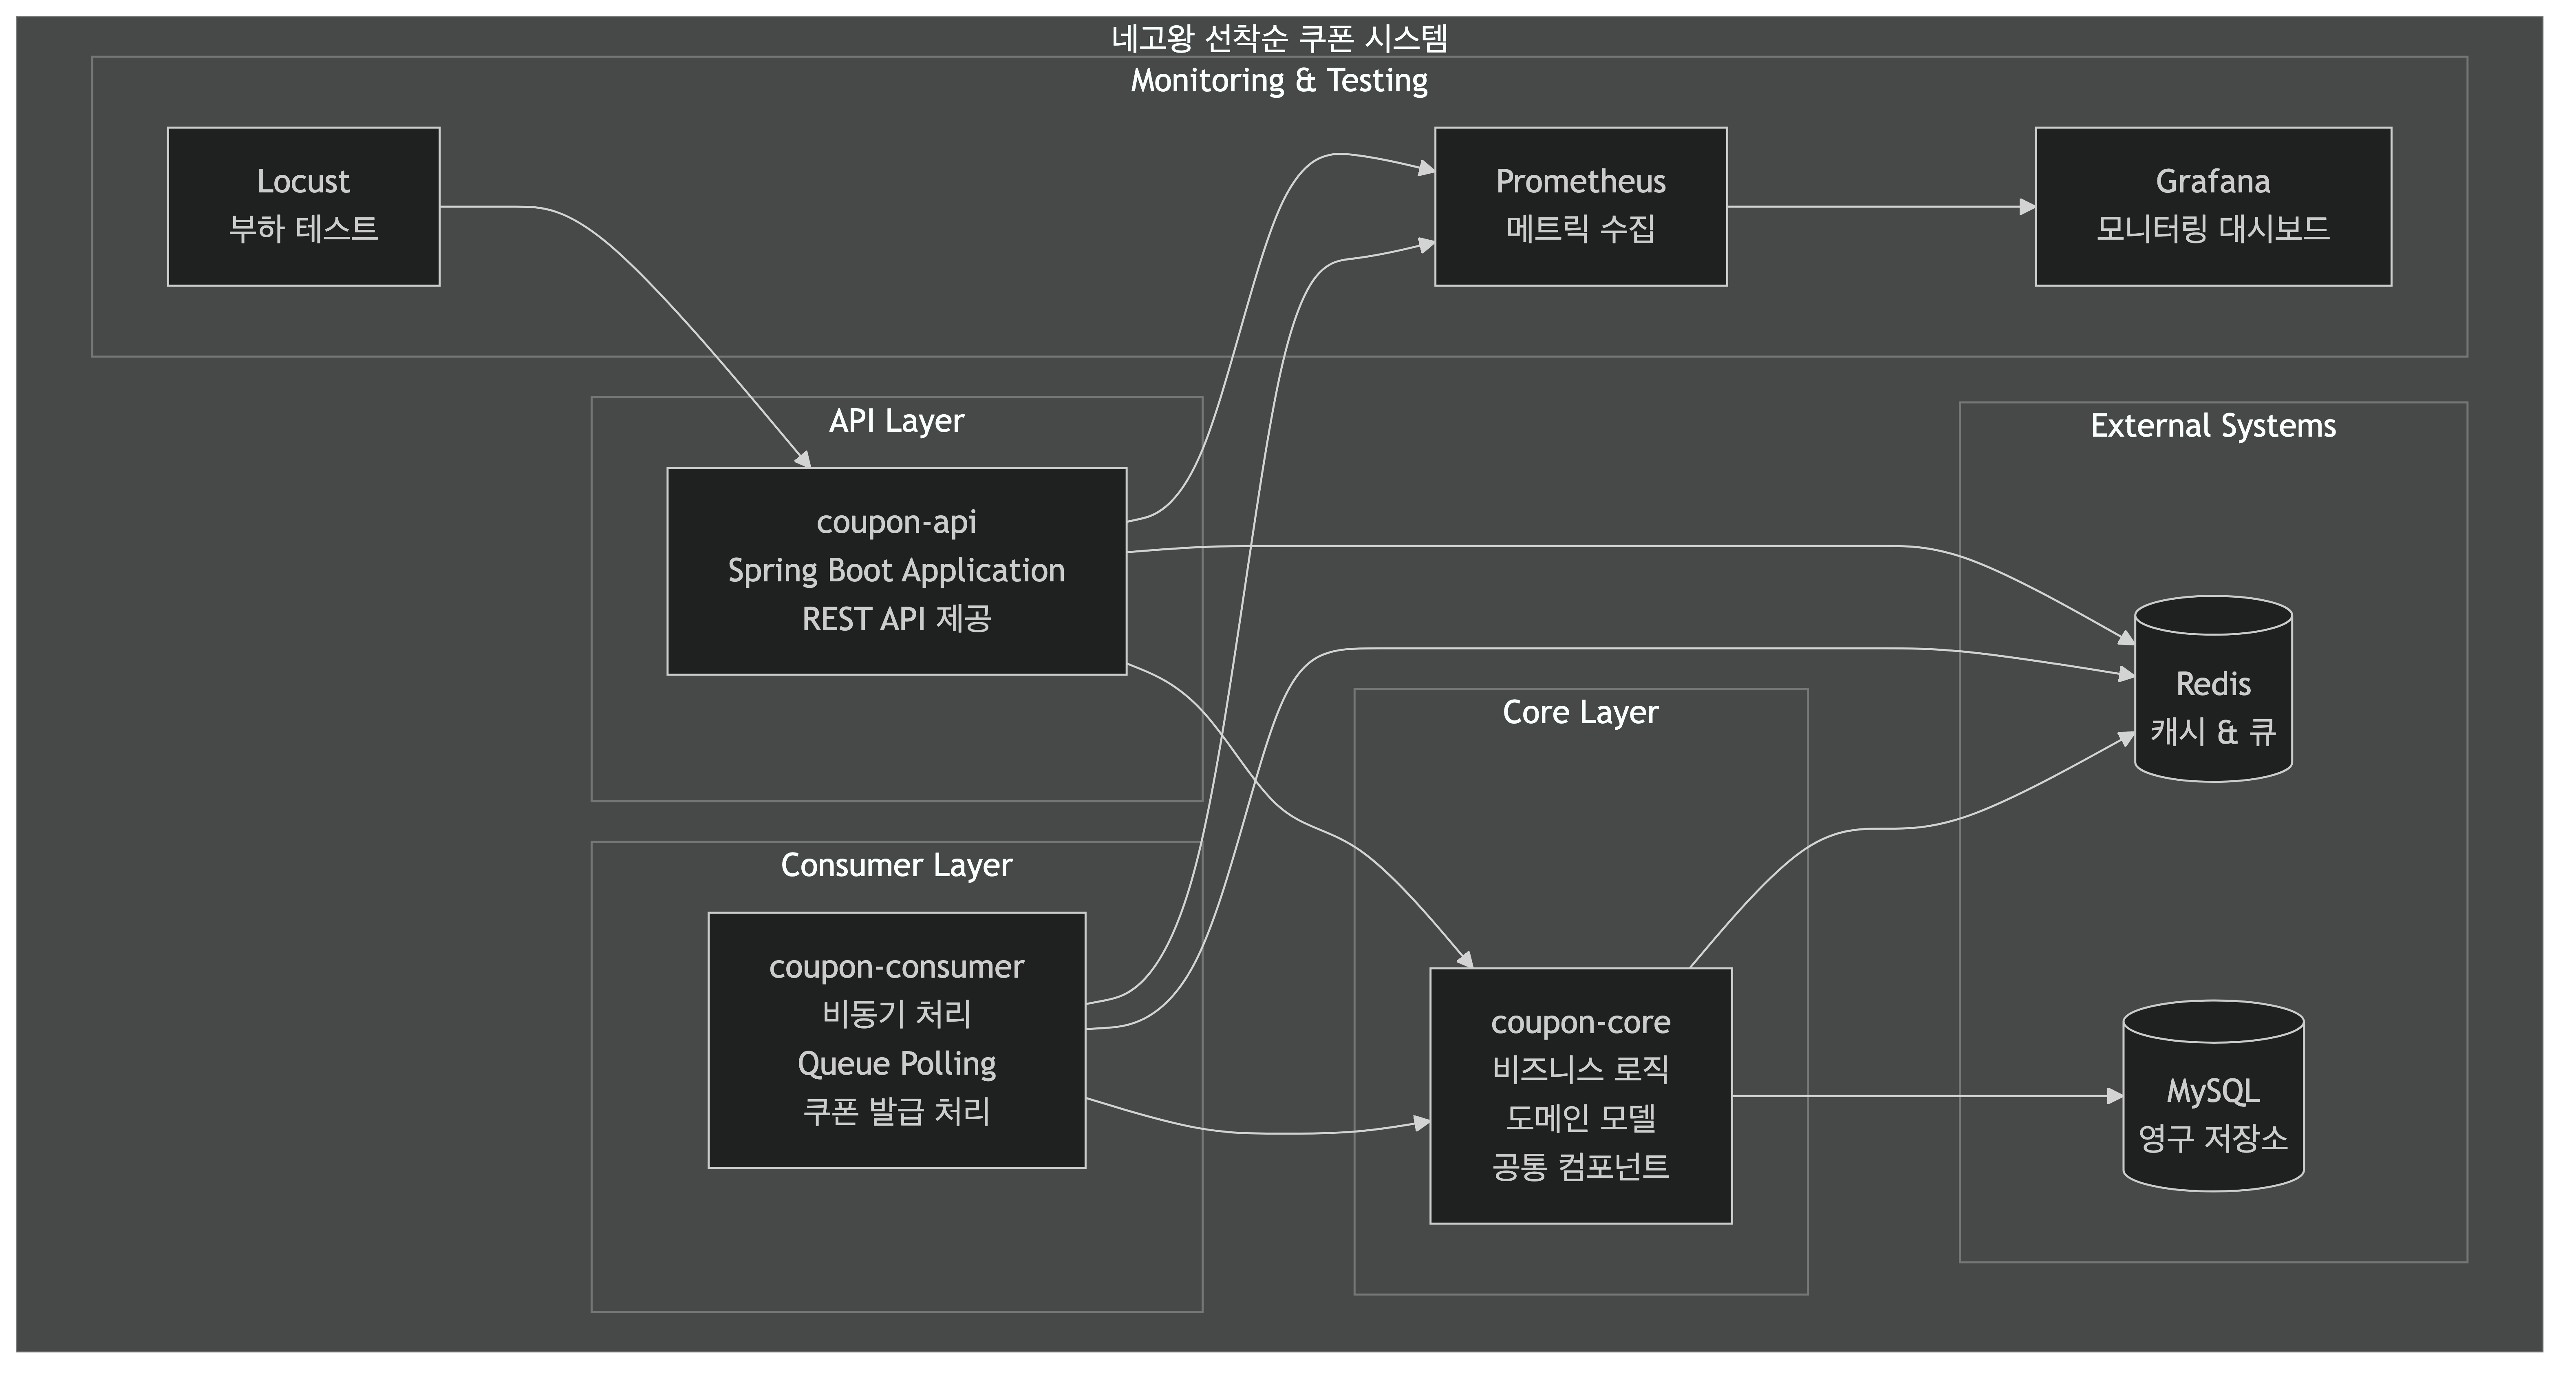 네고왕 선착순 쿠폰 시스템
Monitoring & Testing
Locust
부하 테스트
Prometheus
메트릭 수집
Grafana
모니터링 대시보드
API Layer
coupon-api
Spring Boot Application
REST API 제공
External Systems
Redis
캐시 & 큐
Core Layer
coupon-core
비즈니스 로직
도메인 모델
공통 컴포넌트
Consumer Layer
coupon-consumer
비동기 처리
Queue Polling
쿠폰 발급 처리
MySQL
영구 저장소